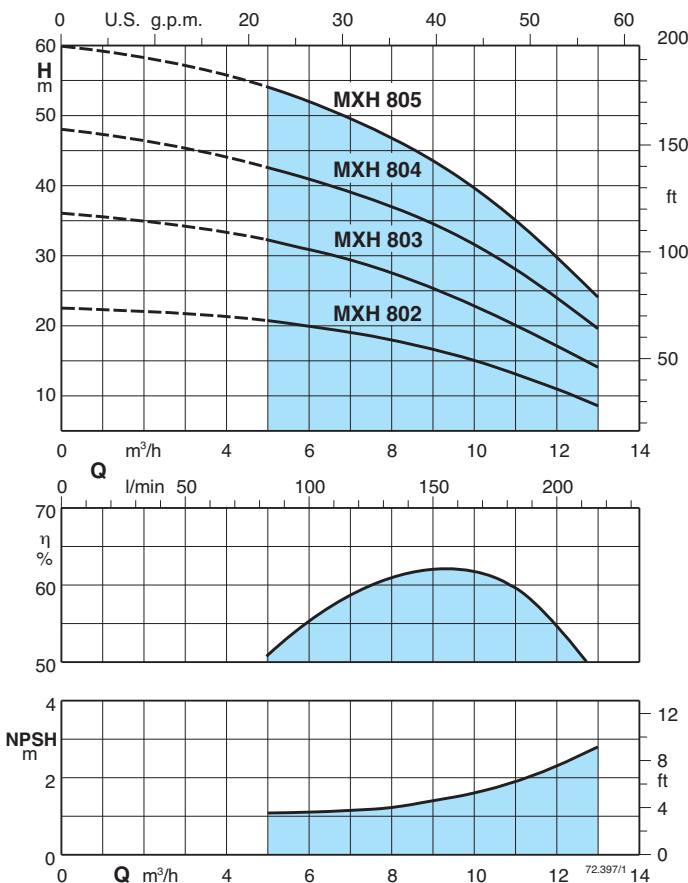 0 U.S. g.p.m. 20 30 40 50 60
60 200
H
m
50
MXH 805
150
MXH 804
40
ft
MXH 803
30 100
MXH 802
20
50
10
0 m³/h 4 6 8 10 12 14
Q
0 l/min 50 100 150 200
70
η
%
60
50
4
12
NPSH
m
8
ft
2
4
0 0
72.397/1
0 Q m³/h 4 6 8 10 12 14